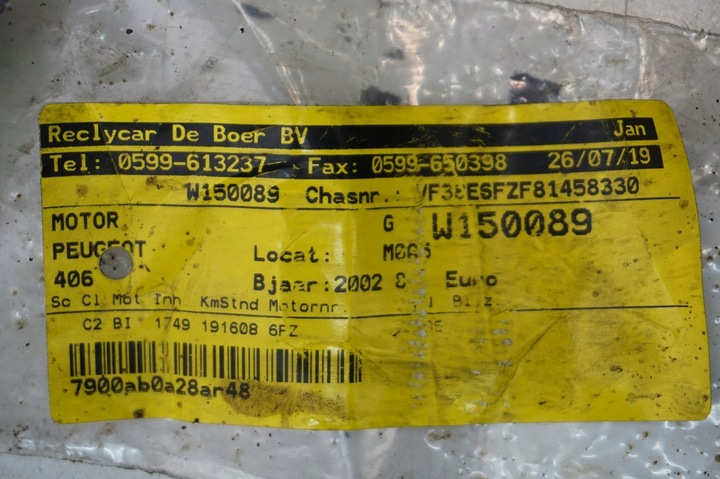 Reclycar De Boer BV Jan
Tel: 0599-613237 Fax: 0599-650398 26/07/19
W150089 Chasnr.:
MOTOR G W150089
PEUGEOT Locat:
406 Bjaar:2002 Euro
Sc Cl Mot Inh KmStnd Motornr.
C2 BI 1749 191608 6FZ
7900ab0a28ar48